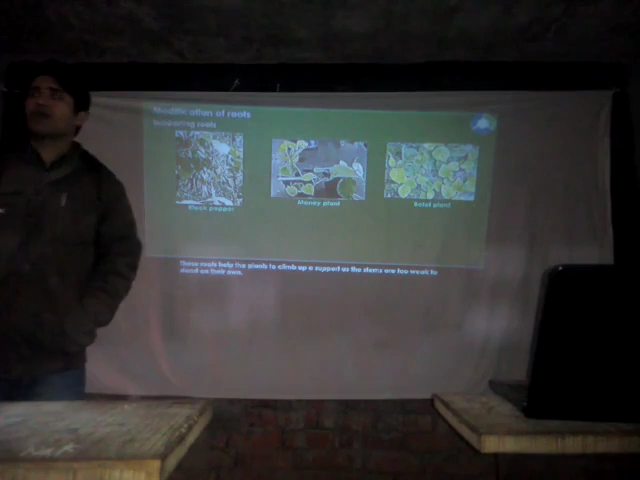 Modification of roots
Supporting roots
Black pepper
Money plant
Betel plant
These roots help the plants to climb up a support as the stems are too weak to
stand on their own.